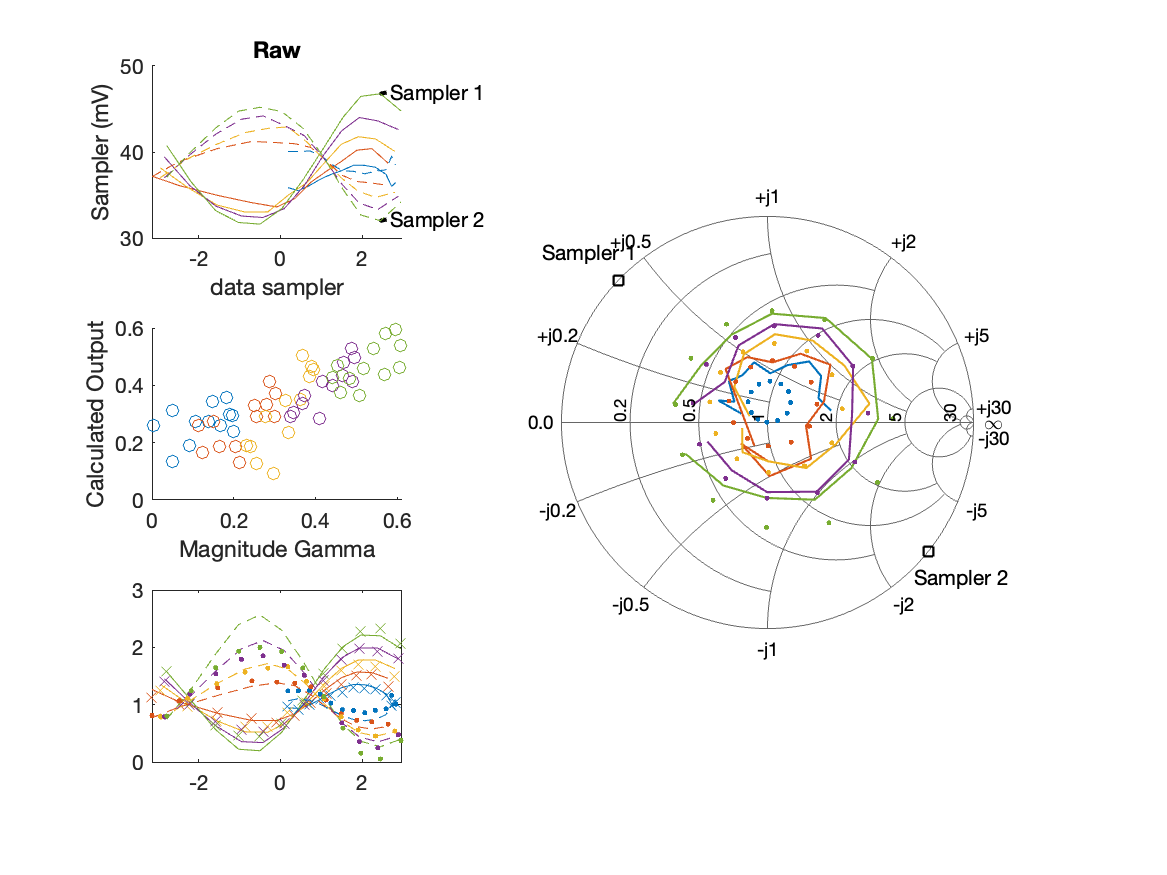 Raw
50
40
30
Sampler (mV)
Sampler 1
Sampler 2
-2 0 2
data sampler
0.6
0.4
0.2
0
Calculated Output
0 0.2 0.4 0.6
Magnitude Gamma
3
2
1
0
-2 0 2
+j1
Sampler 1
+j0.5
+j2
+j0.2
+j5
0.0
0.2
0.5
1
2
5
30
+j30
∞
-j30
-j0.2
-j5
Sampler 2
-j0.5
-j2
-j1